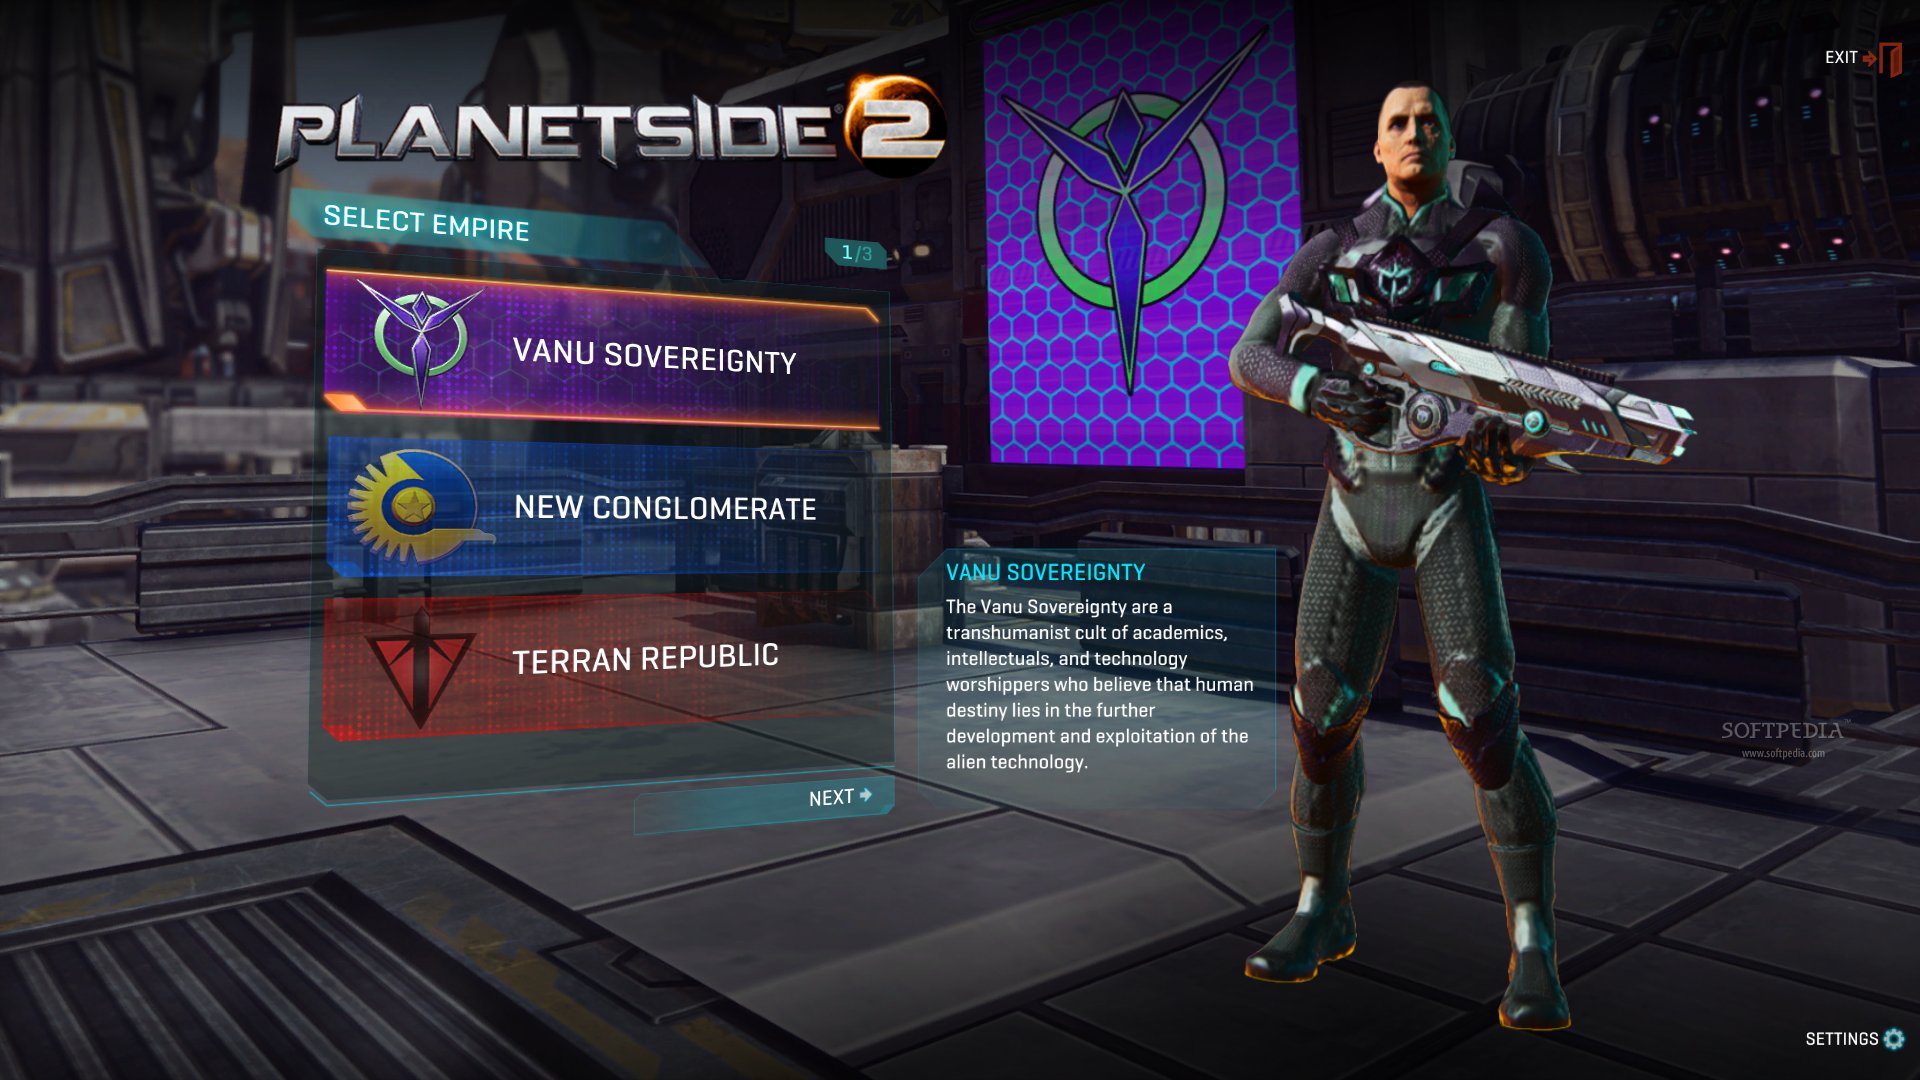 EXIT
PLANETSIDE 2
SELECT EMPIRE
1/3
VANU SOVEREIGNTY
NEW CONGLOMERATE
TERRAN REPUBLIC
NEXT
VANU SOVEREIGNTY
The Vanu Sovereignty are a
transhumanist cult of academics,
intellectuals, and technology
worshippers who believe that human
destiny lies in the further
development and exploitation of the
alien technology.
SOFTPEDIA™
www.softpedia.com
SETTINGS